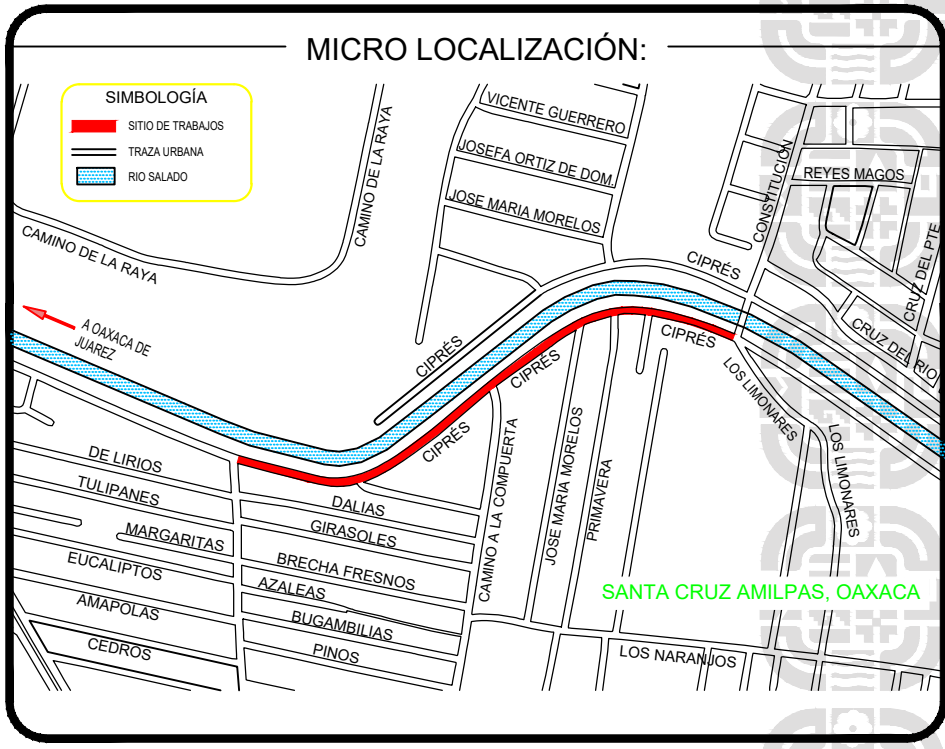 MICRO LOCALIZACIÓN:
SIMBOLOGÍA
SITIO DE TRABAJOS
TRAZA URBANA
RIO SALADO
VICENTE GUERRERO
JOSEFA ORTIZ DE DOM.
JOSE MARIA MORELOS
CAMINO DE LA RAYA
CAMINO DE LA RAYA
CONSTITUCIÓN
REYES MAGOS
CRUZ DEL PTE
CRUZ DEL RIO
CIPRÉS
A OAXACA DE
JUAREZ
CIPRÉS
CIPRÉS
CIPRÉS
CIPRÉS
LOS LIMONARES
LOS LIMONARES
DE LIRIOS
TULIPANES
MARGARITAS
EUCALIPTOS
AMAPOLAS
CEDROS
DALIAS
GIRASOLES
BRECHA FRESNOS
AZALEAS
BUGAMBILIAS
PINOS
CAMINO A LA COMPUERTA
JOSE MARIA MORELOS
PRIMAVERA
SANTA CRUZ AMILPAS, OAXACA
LOS NARANJOS